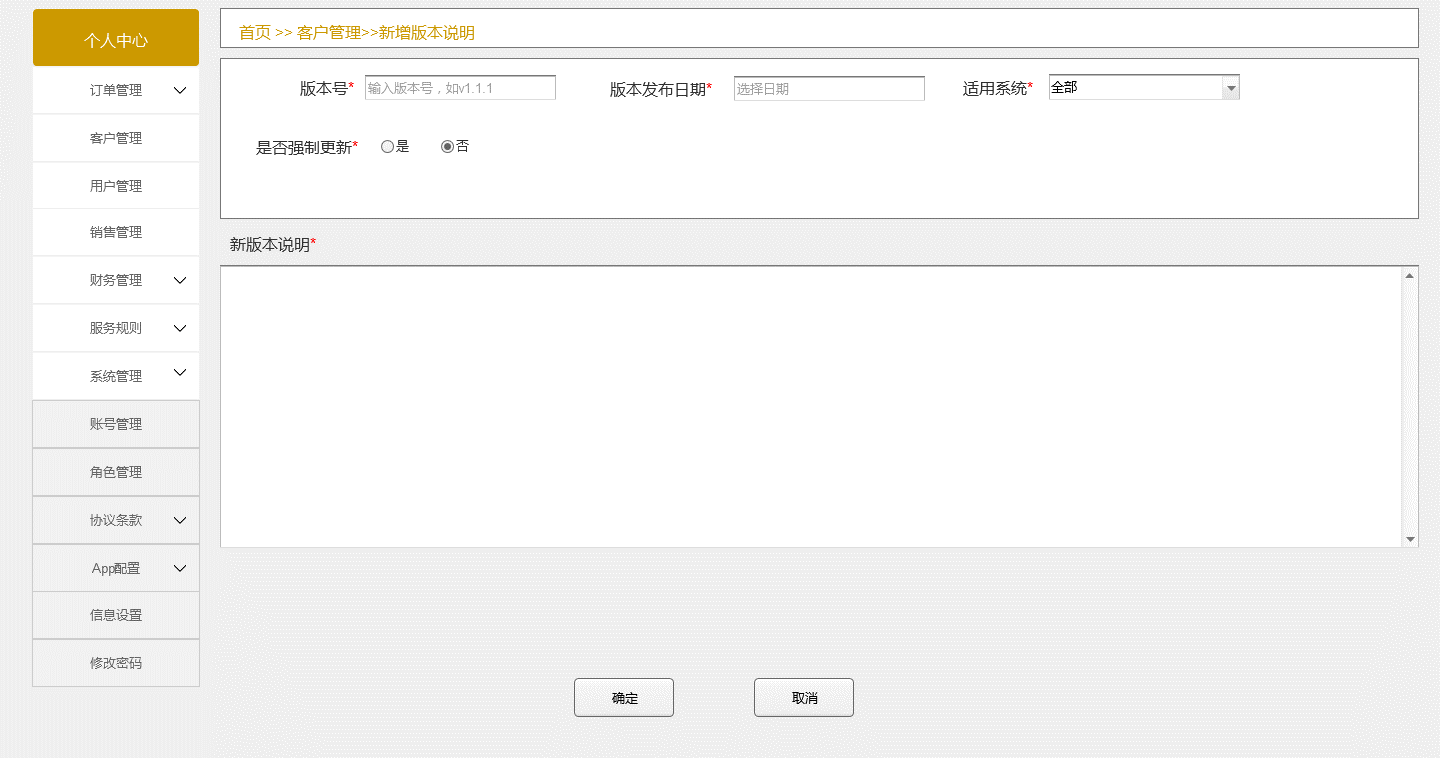 个人中心
订单管理
客户管理
用户管理
销售管理
财务管理
服务规则
系统管理
账号管理
角色管理
协议条款
App配置
信息设置
修改密码
首页 >> 客户管理>>新增版本说明
版本号* 输入版本号，如v1.1.1 版本发布日期* 选择日期 适用系统* 全部
是否强制更新* 是 否
新版本说明*
确定 取消